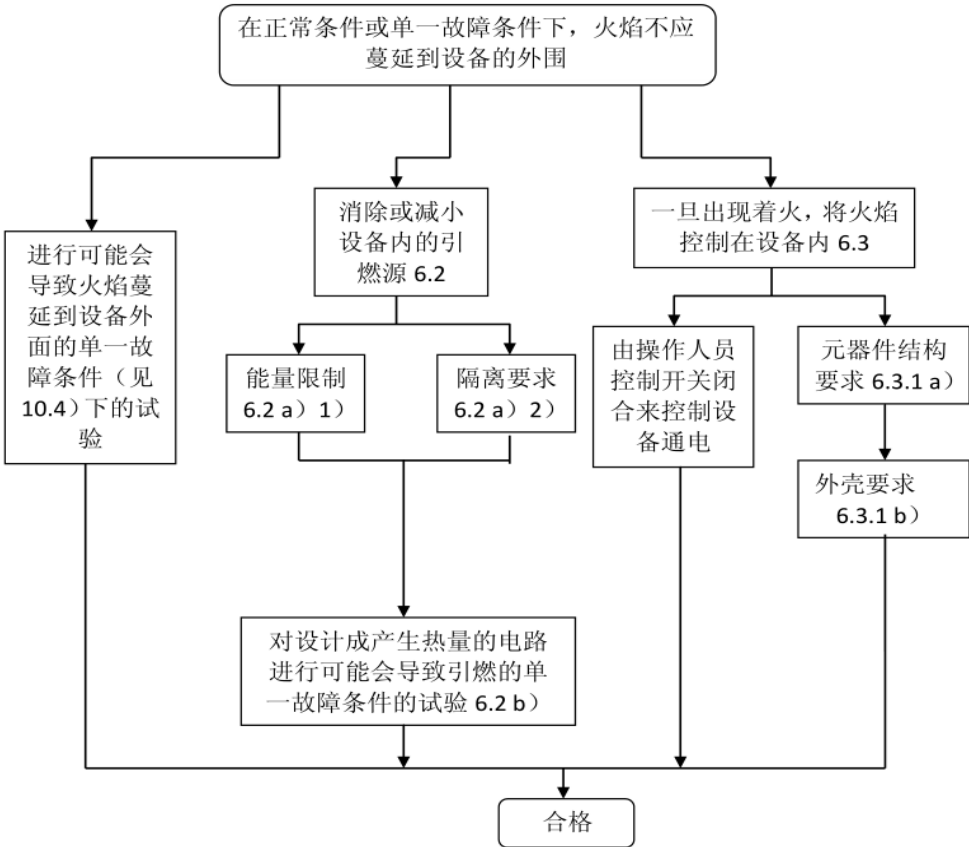 在正常条件或单一故障条件下，火焰不应
蔓延到设备的外围
进行可能会
导致火焰蔓
延到设备外
面的单一故
障条件（见
10.4）下的试
验
消除或减小
设备内的引
燃源 6.2
能量限制
6.2 a）1）
隔离要求
6.2 a）2）
对设计成产生热量的电路
进行可能会导致引燃的单
一故障条件的试验 6.2 b）
一旦出现着火，将火焰
控制在设备内 6.3
由操作人员
控制开关闭
合来控制设
备通电
元器件结构
要求 6.3.1 a）
外壳要求
6.3.1 b）
合格